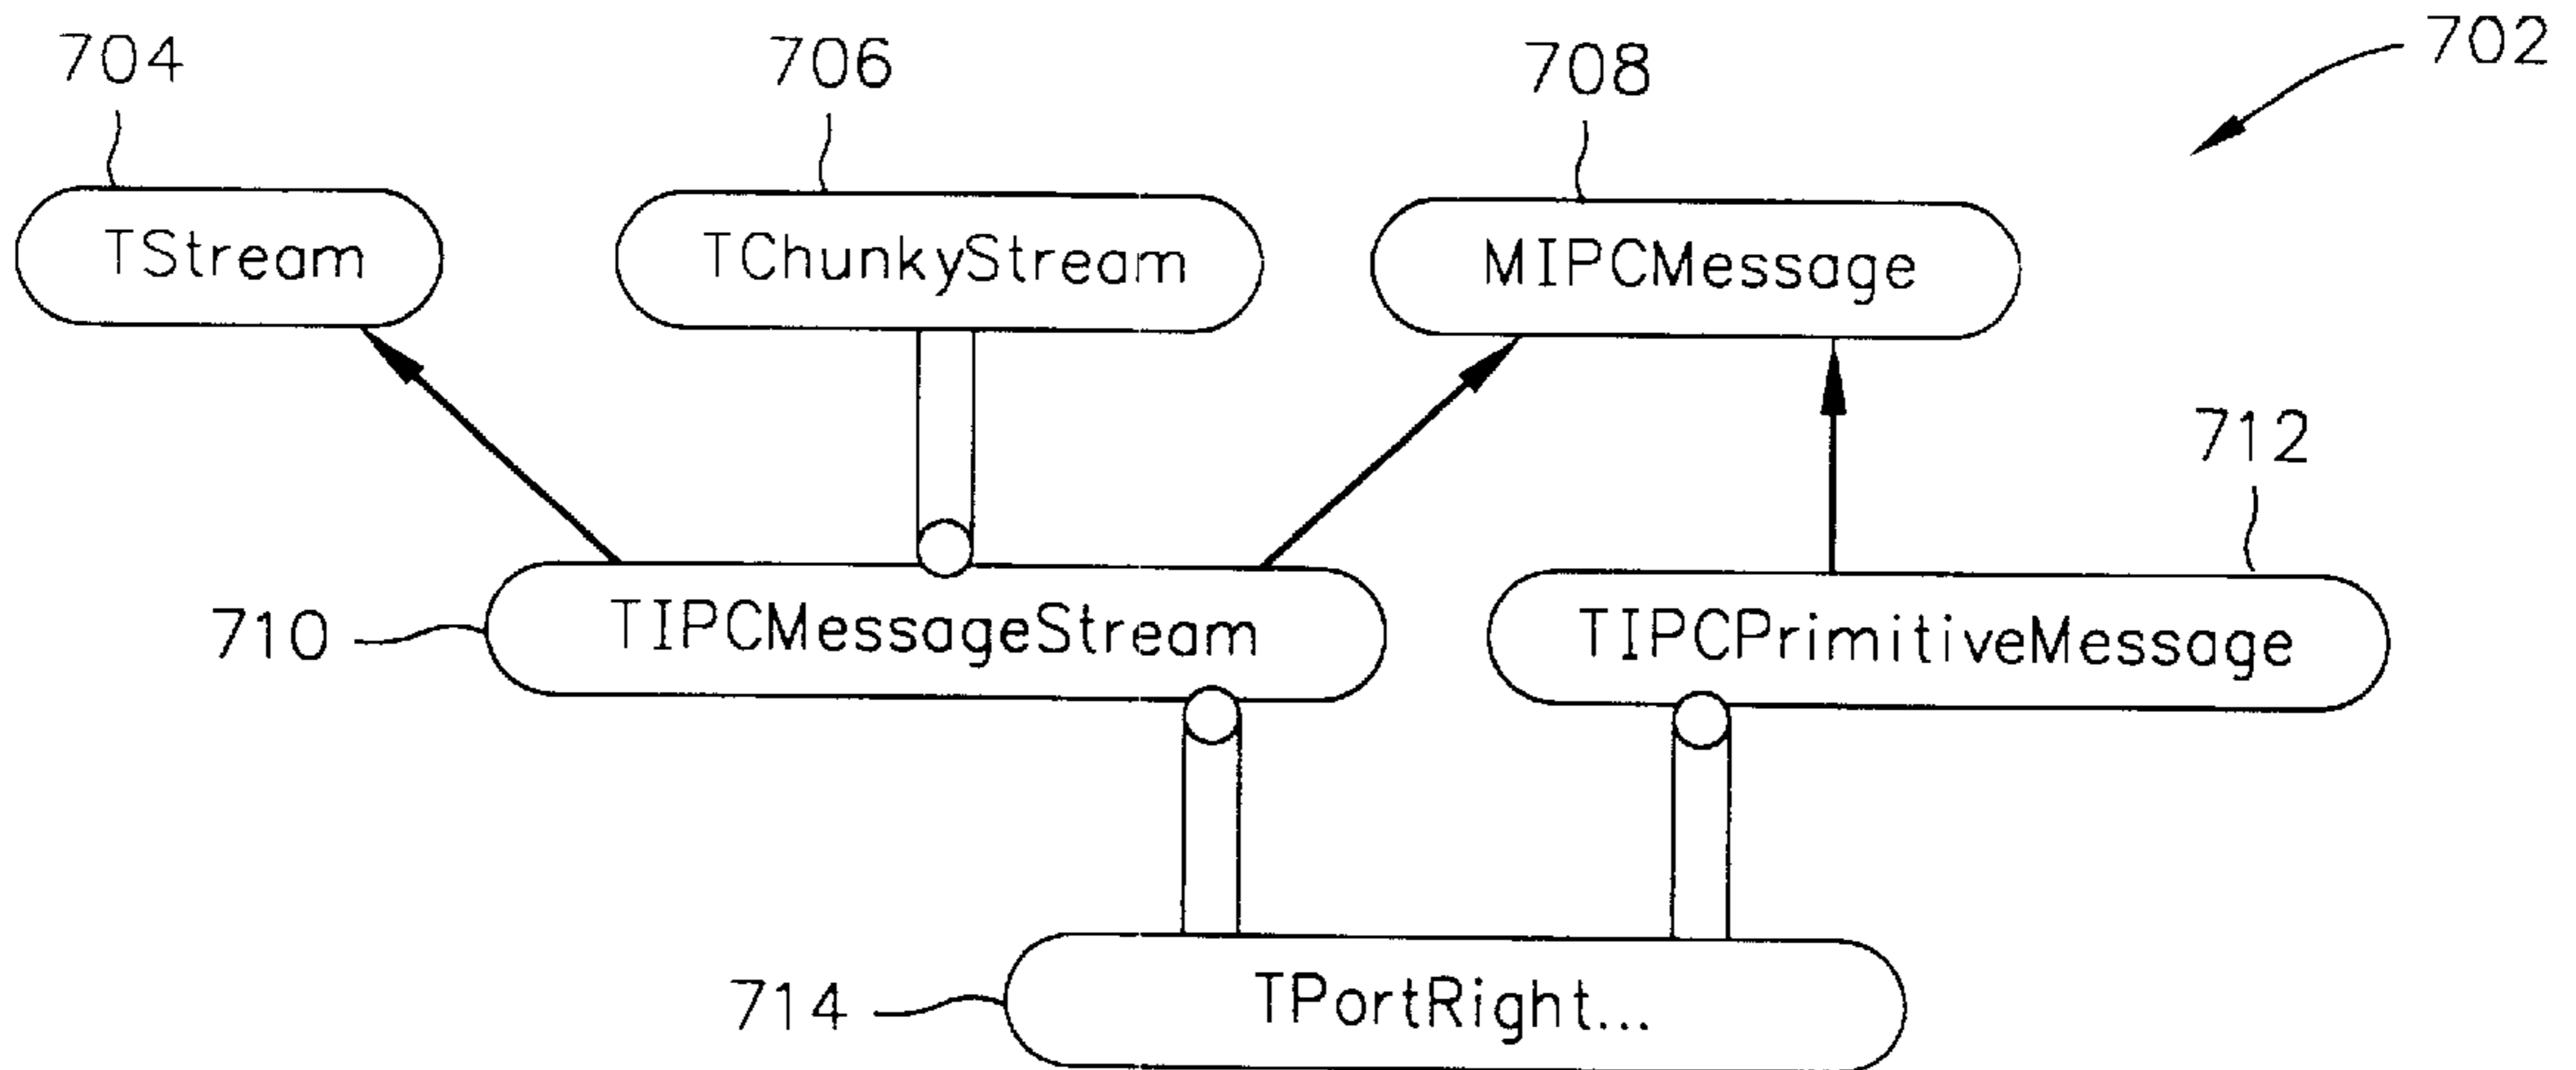 702
704
706
708
TStream
TChunkyStream
MIPCMessage
712
710
TIPCMessageStream
TIPCPrimitiveMessage
714
TPortRight...